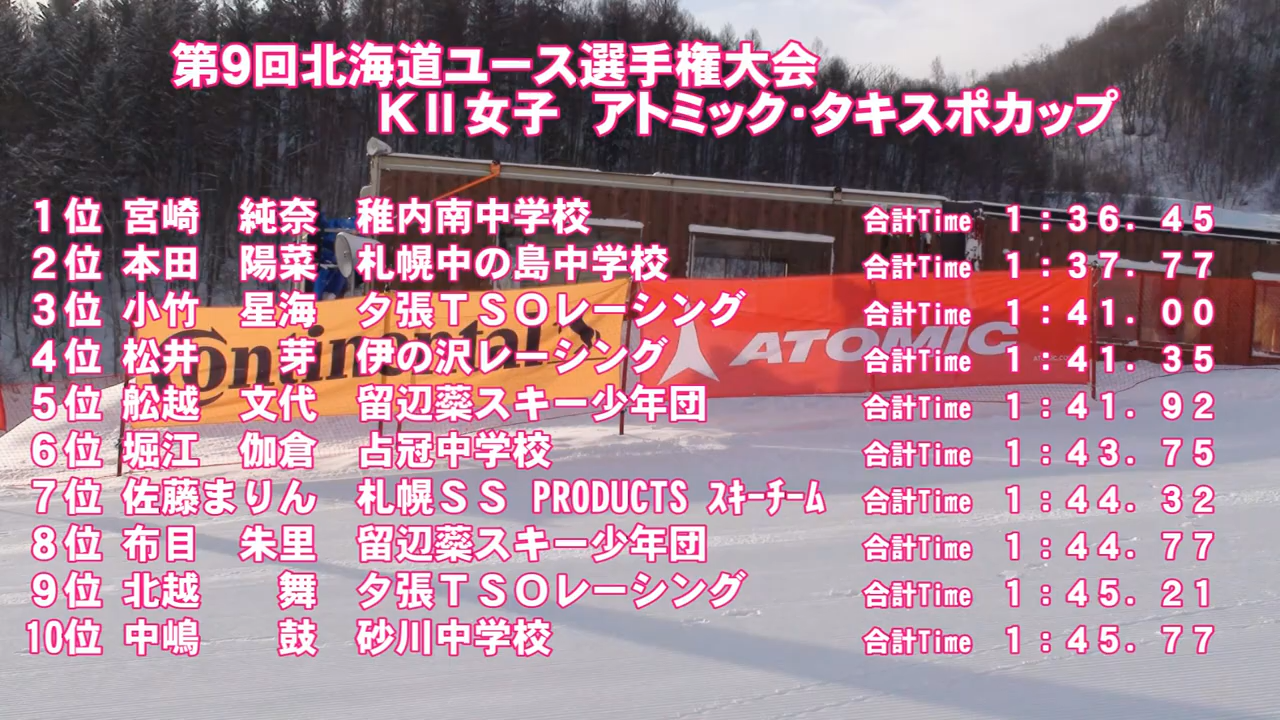 第9回北海道ユース選手権大会
KⅡ女子 アトミック・タキスポカップ
1位 宮崎 純奈 稚内南中学校 合計Time 1:36.45
2位 本田 陽菜 札幌中の島中学校 合計Time 1:37.77
3位 小竹 星海 夕張TSOレーシング 合計Time 1:41.00
4位 松井 芽 伊の沢レーシング 合計Time 1:41.35
5位 舩越 文代 留辺蘂スキー少年団 合計Time 1:41.92
6位 堀江 伽倉 占冠中学校 合計Time 1:43.75
7位 佐藤まりん 札幌SS PRODUCTS スキーチーム 合計Time 1:44.32
8位 布目 朱里 留辺蘂スキー少年団 合計Time 1:44.77
9位 北越 舞 夕張TSOレーシング 合計Time 1:45.21
10位 中嶋 鼓 砂川中学校 合計Time 1:45.77
Continental
ATOMIC